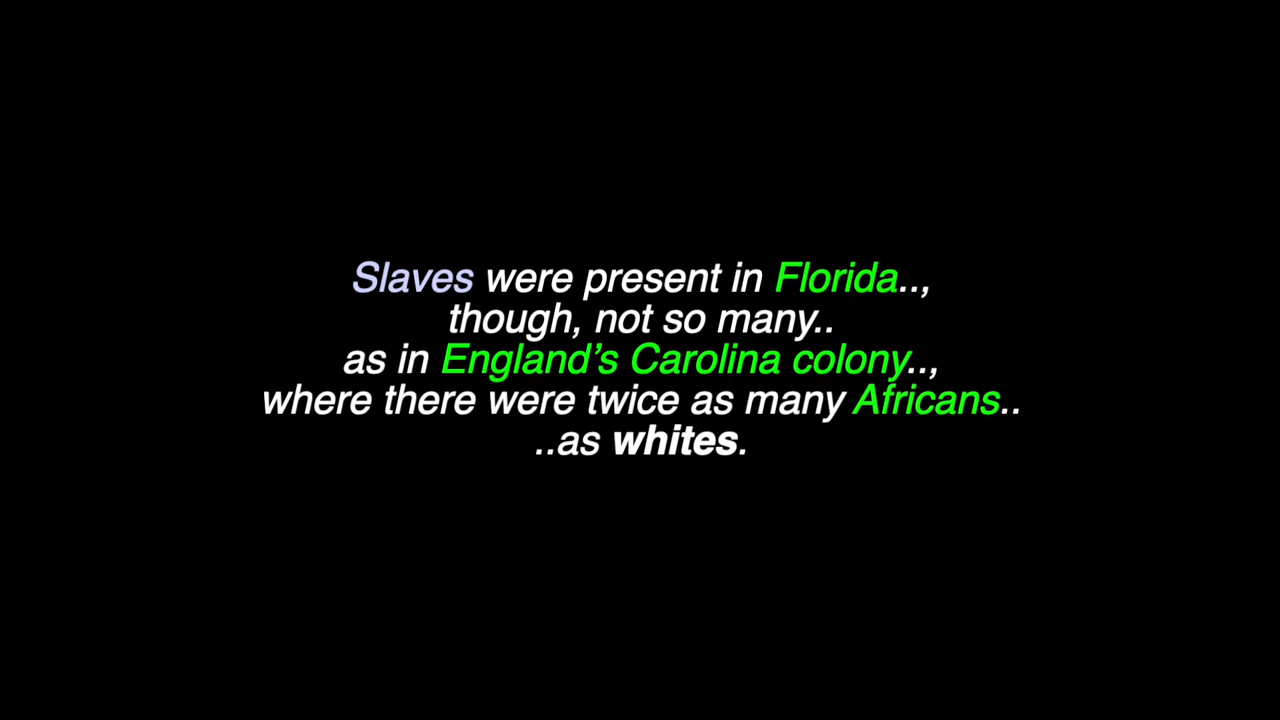 Slaves were present in Florida..,
though, not so many..
as in England’s Carolina colony..,
where there were twice as many Africans..
..as whites.